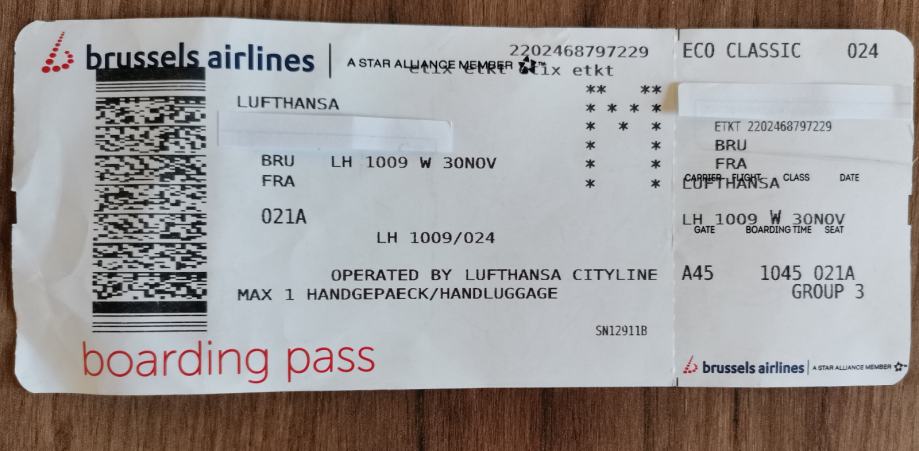 brussels airlines | A STAR ALLIANCE MEMBER
2202468797229
etix etkt etix etkt
** **
LUFTHANSA
* * * *
* * *
* *
BRU LH 1009 W 30NOV
* *
FRA
* *
021A
LH 1009/024
OPERATED BY LUFTHANSA CITYLINE
MAX 1 HANDGEPAECK/HANDLUGGAGE
SN12911B
boarding pass
ECO CLASSIC 024
ETKT 2202468797229
BRU
FRA
CARRIER FLIGHT CLASS DATE
LUFTHANSA
LH 1009 W 30NOV
GATE BOARDING TIME SEAT
A45 1045 021A
GROUP 3
brussels airlines | A STAR ALLIANCE MEMBER